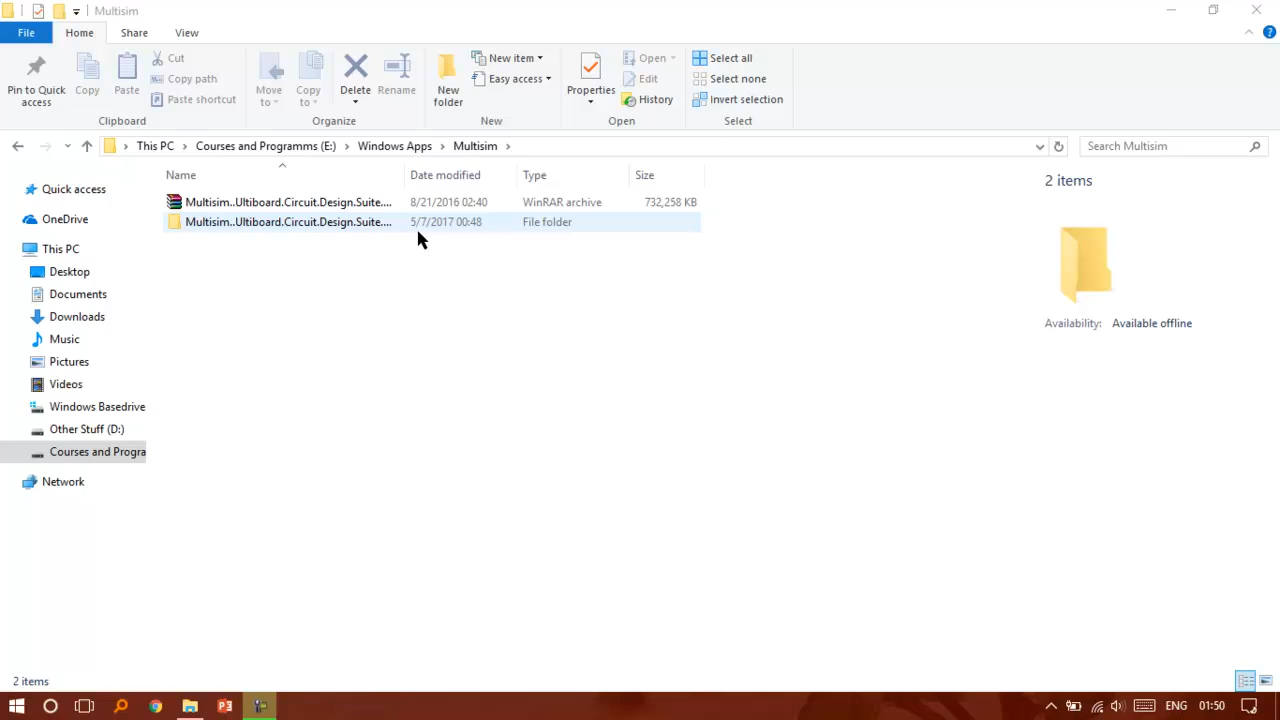 Multisim
File Home Share View
Pin to Quick access
Copy
Paste
Cut
Copy path
Paste shortcut
Clipboard
Move to
Copy to
Delete
Rename
Organize
New folder
New item
Easy access
New
Properties
Open
Edit
History
Open
Select all
Select none
Invert selection
Select
This PC Courses and Programms (E:) Windows Apps Multisim
Search Multisim
Name Date modified Type Size
Multisim..Ultiboard.Circuit.Design.Suite.... 8/21/2016 02:40 WinRAR archive 732,258 KB
Multisim..Ultiboard.Circuit.Design.Suite.... 5/7/2017 00:48 File folder
Quick access
OneDrive
This PC
Desktop
Documents
Downloads
Music
Pictures
Videos
Windows Basedrive
Other Stuff (D:)
Courses and Progra
Network
2 items
Availability: Available offline
2 items
ENG 01:50